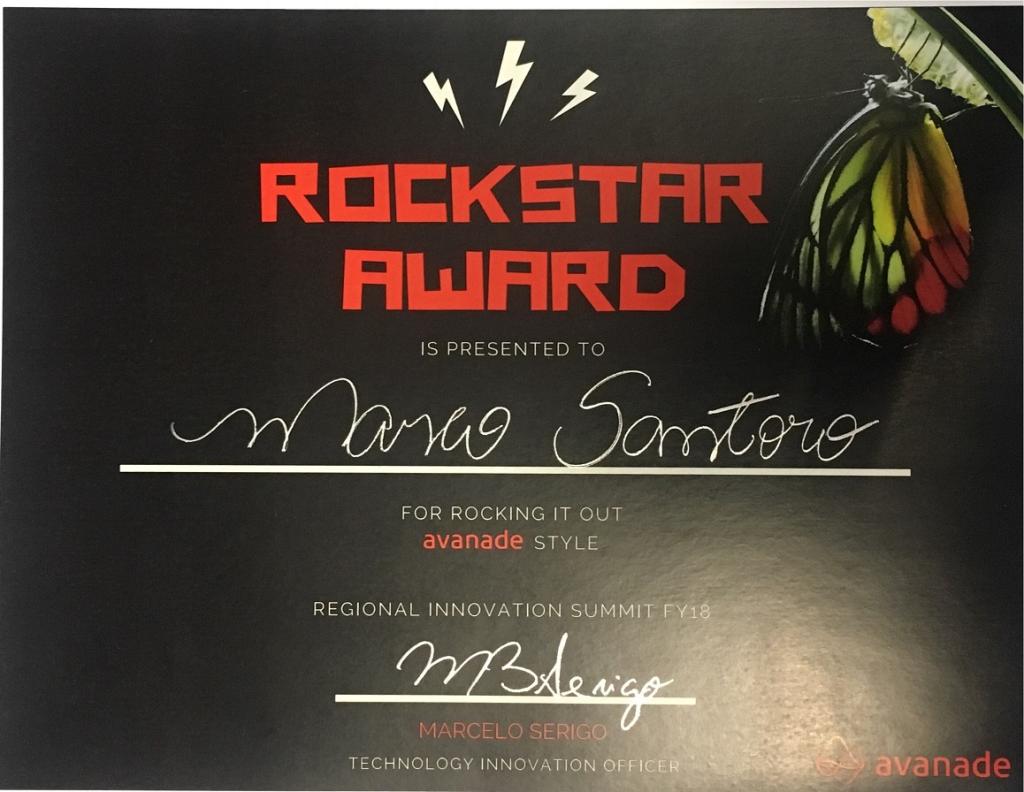 ROCKSTAR
AWARD
IS PRESENTED TO
Marco Santoro
FOR ROCKING IT OUT
avanade STYLE
REGIONAL INNOVATION SUMMIT FY18
MBSerigo
MARCELO SERIGO
TECHNOLOGY INNOVATION OFFICER
avanade